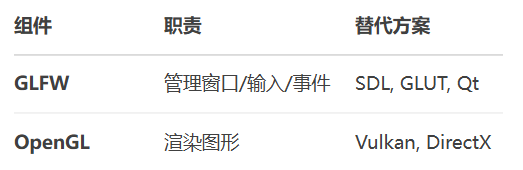 组件 职责 替代方案
GLFW 管理窗口/输入/事件 SDL, GLUT, Qt
OpenGL 渲染图形 Vulkan, DirectX